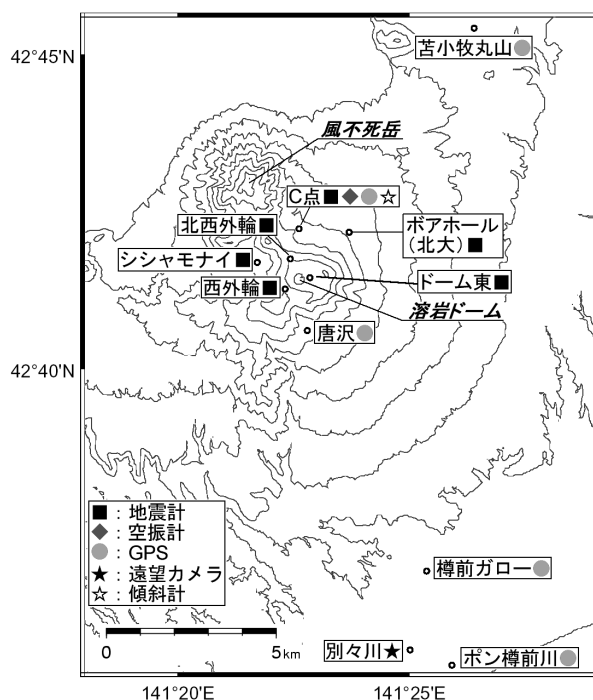 42°45'N
苫小牧丸山
風不死岳
C点
北西外輪
ボアホール
(北大)
シシャモナイ
ドーム東
西外輪
溶岩ドーム
唐沢
42°40'N
■：地震計
◆：空振計
●：GPS
★：遠望カメラ
☆：傾斜計
0 5km
樽前ガロー
別々川
ポン樽前川
141°20'E 141°25'E